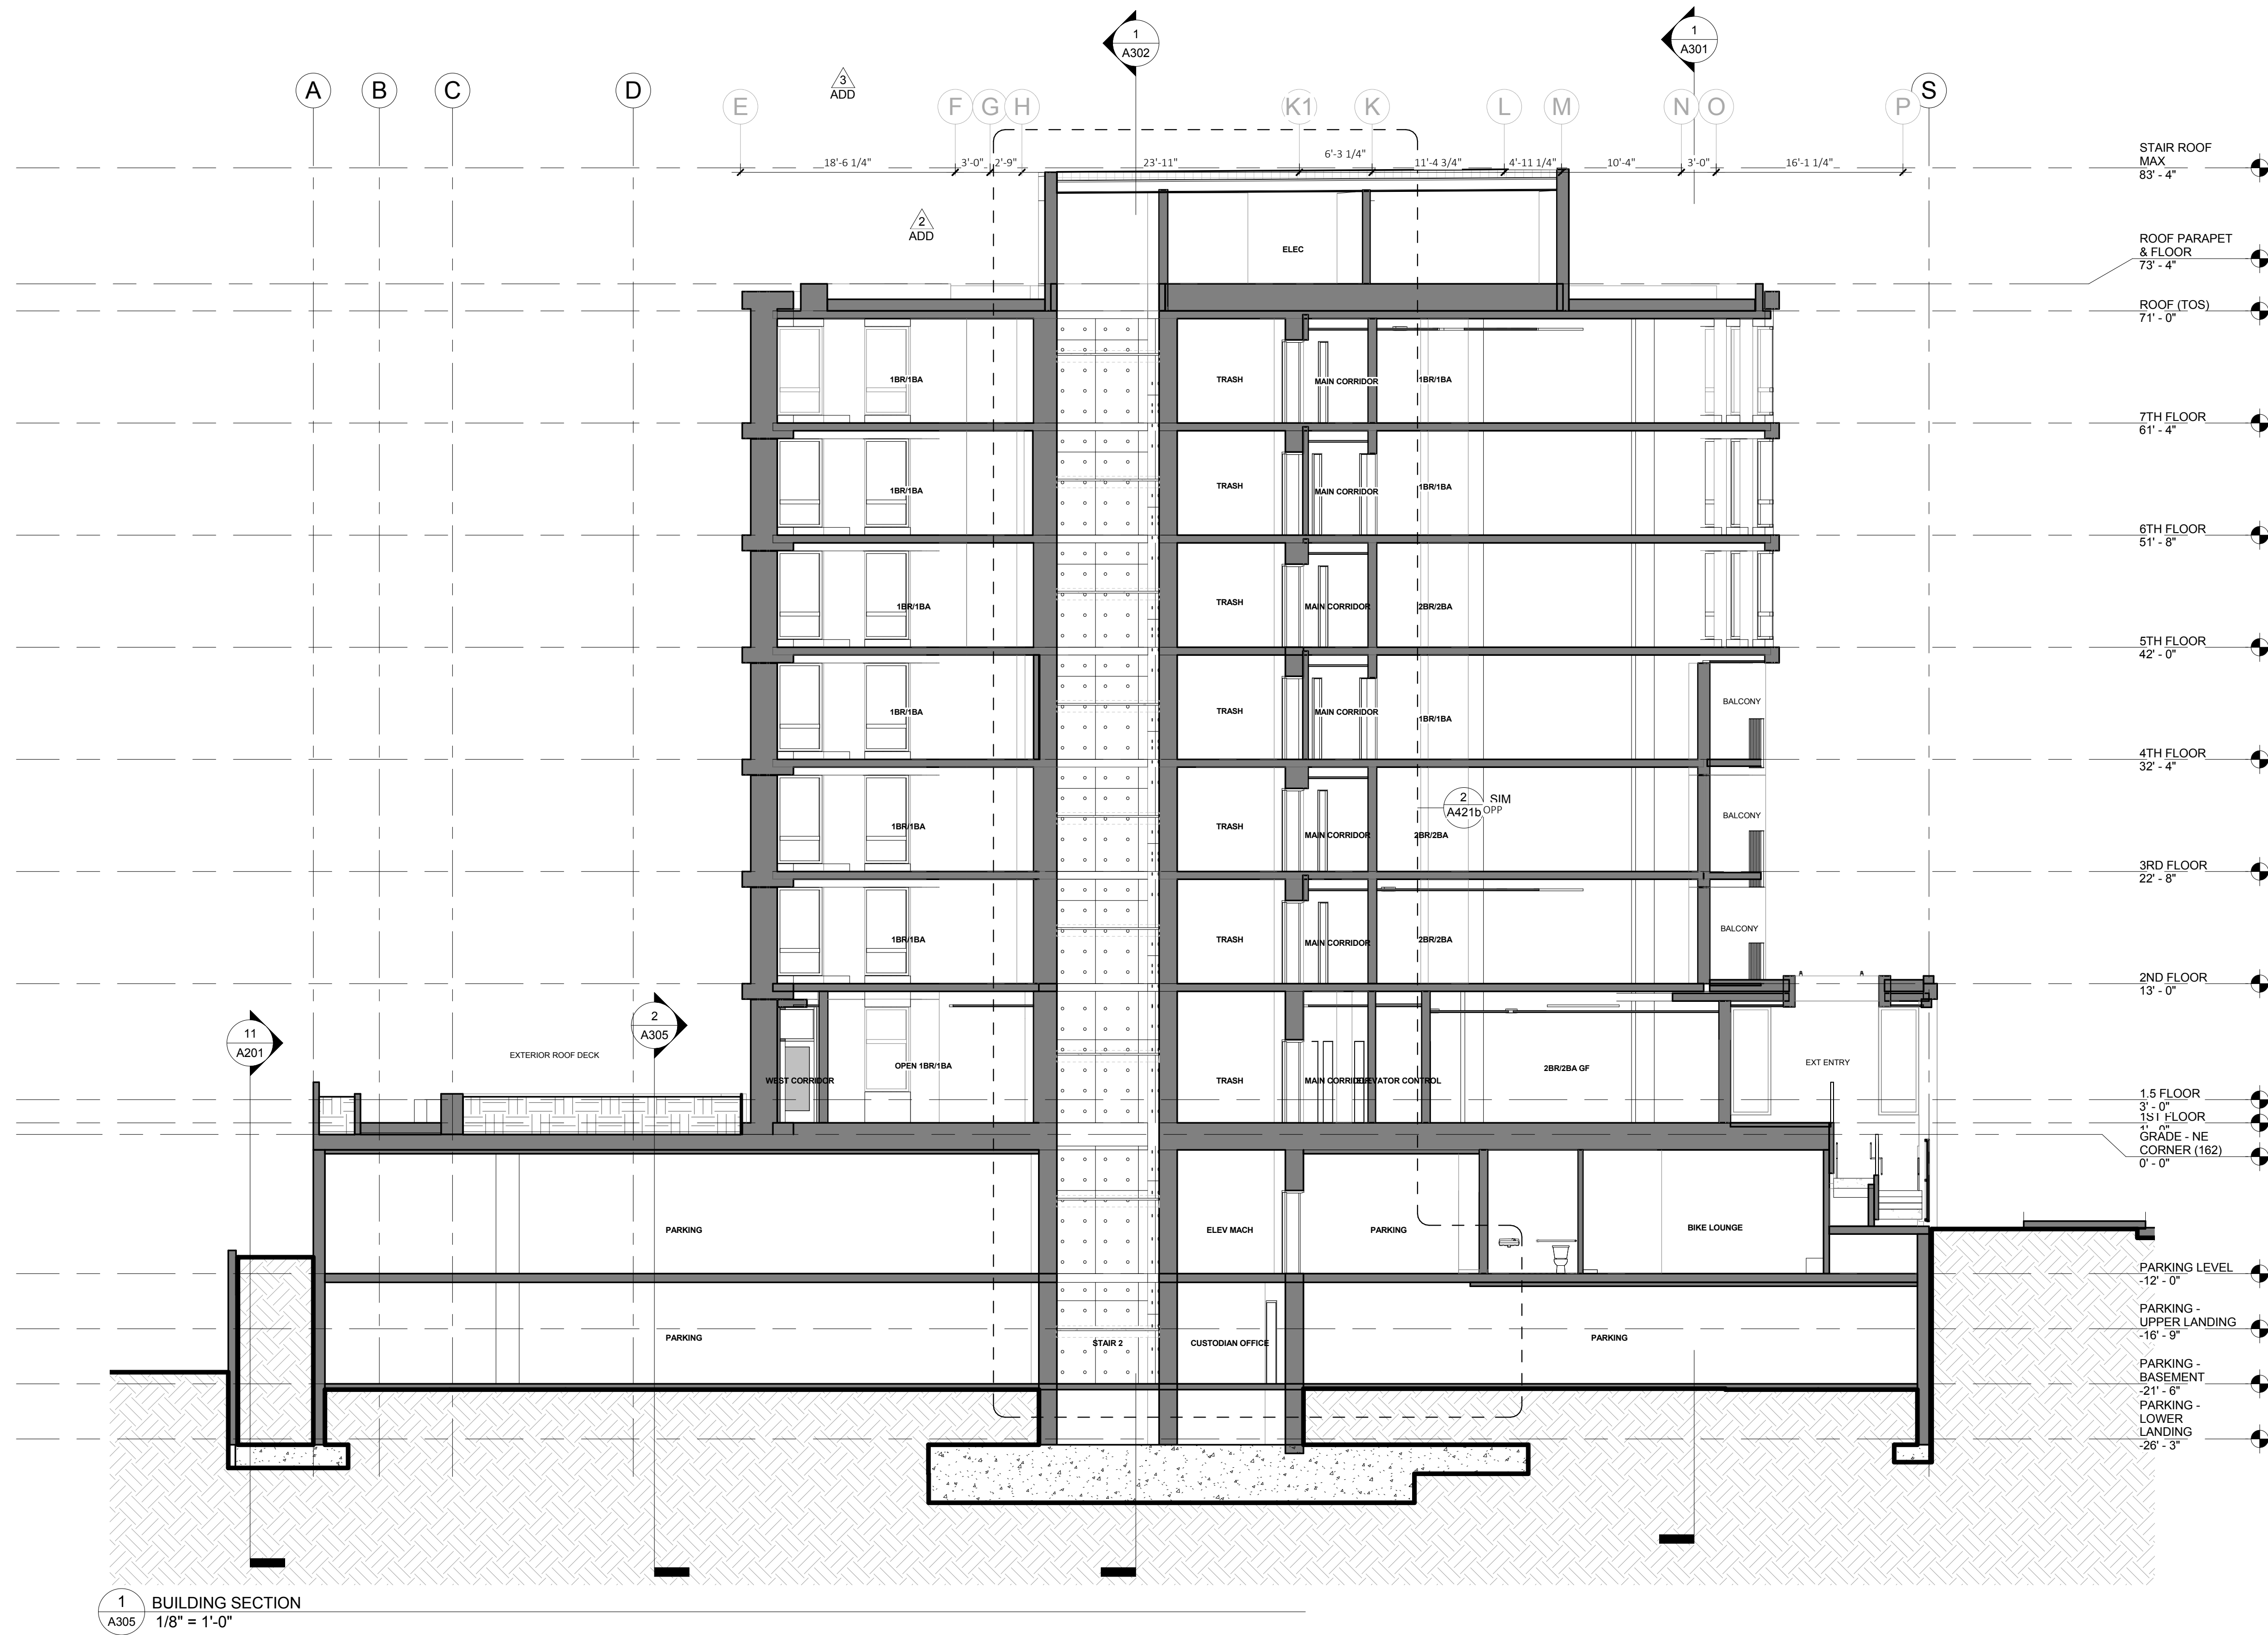 1
A302
1
A301
3
ADD
A
B
C
D
E
F
G
H
K1
K
L
M
N
O
P
S
18'-6 1/4"
3'-0"
2'-9"
23'-11"
6'-3 1/4"
11'-4 3/4"
4'-11 1/4"
10'-4"
3'-0"
16'-1 1/4"
STAIR ROOF
MAX
83' - 4"
2
ADD
ELEC
ROOF PARAPET
& FLOOR
73' - 4"
ROOF (TOS)
71' - 0"
1BR/1BA
TRASH
MAIN CORRIDOR
1BR/1BA
7TH FLOOR
61' - 4"
1BR/1BA
TRASH
MAIN CORRIDOR
1BR/1BA
6TH FLOOR
51' - 8"
1BR/1BA
TRASH
MAIN CORRIDOR
2BR/2BA
5TH FLOOR
42' - 0"
1BR/1BA
TRASH
MAIN CORRIDOR
1BR/1BA
BALCONY
4TH FLOOR
32' - 4"
2
A421b
SIM
OPP
1BR/1BA
TRASH
MAIN CORRIDOR
2BR/2BA
BALCONY
3RD FLOOR
22' - 8"
1BR/1BA
TRASH
MAIN CORRIDOR
2BR/2BA
BALCONY
2ND FLOOR
13' - 0"
11
A201
2
A305
EXTERIOR ROOF DECK
WEST CORRIDOR
OPEN 1BR/1BA
TRASH
MAIN CORRIDOR
ELEVATOR CONTROL
2BR/2BA GF
EXT ENTRY
1.5 FLOOR
3' - 0"
1ST FLOOR
1' - 0"
GRADE - NE
CORNER (162)
0' - 0"
PARKING
ELEV MACH
PARKING
BIKE LOUNGE
PARKING LEVEL
-12' - 0"
PARKING
STAIR 2
CUSTODIAN OFFICE
PARKING
PARKING -
UPPER LANDING
-16' - 9"
PARKING -
BASEMENT
-21' - 6"
PARKING -
LOWER
LANDING
-26' - 3"
1
A305
BUILDING SECTION
1/8" = 1'-0"